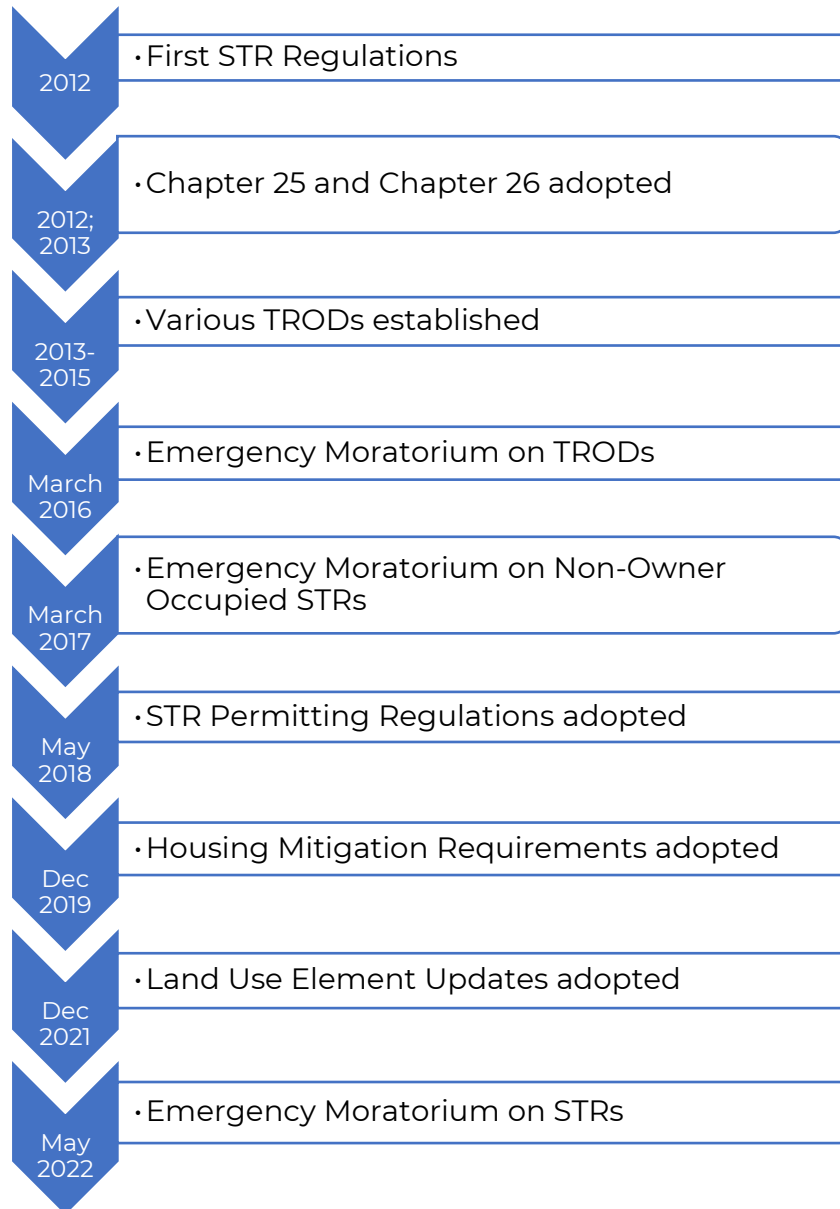 2012
·First STR Regulations
2012;
2013
·Chapter 25 and Chapter 26 adopted
2013-
2015
·Various TRODs established
March
2016
·Emergency Moratorium on TRODs
March
2017
·Emergency Moratorium on Non-Owner
Occupied STRs
May
2018
·STR Permitting Regulations adopted
Dec
2019
·Housing Mitigation Requirements adopted
Dec
2021
·Land Use Element Updates adopted
May
2022
·Emergency Moratorium on STRs